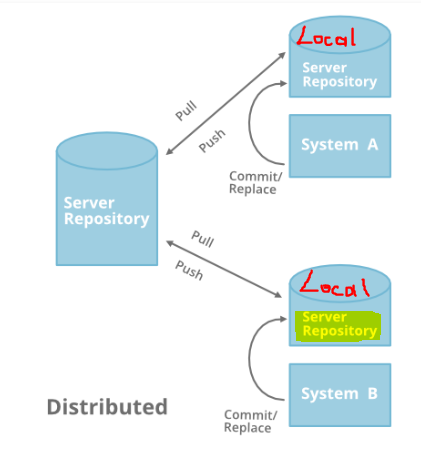 Local
Server
Repository
Pull
Push
System A
Commit/
Replace
Server
Repository
Pull
Push
Local
Server
Repository
System B
Commit/
Replace
Distributed